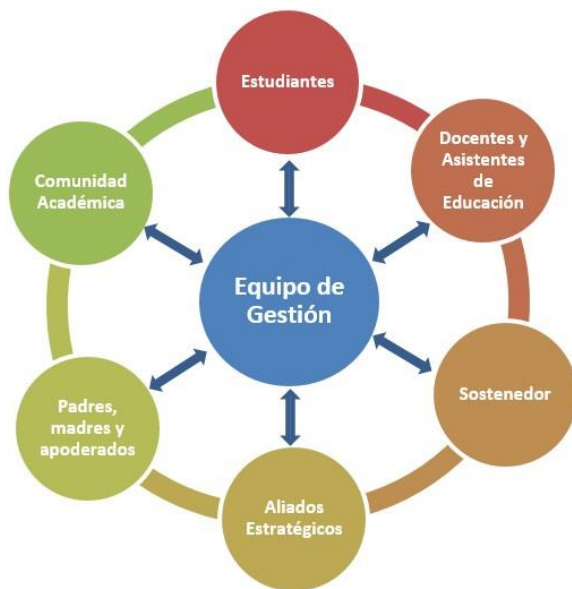 Estudiantes
Docentes y
Asistentes
de
Educación
Comunidad
Académica
Equipo de
Gestión
Sostenedor
Padres,
madres y
apoderados
Aliados
Estratégicos